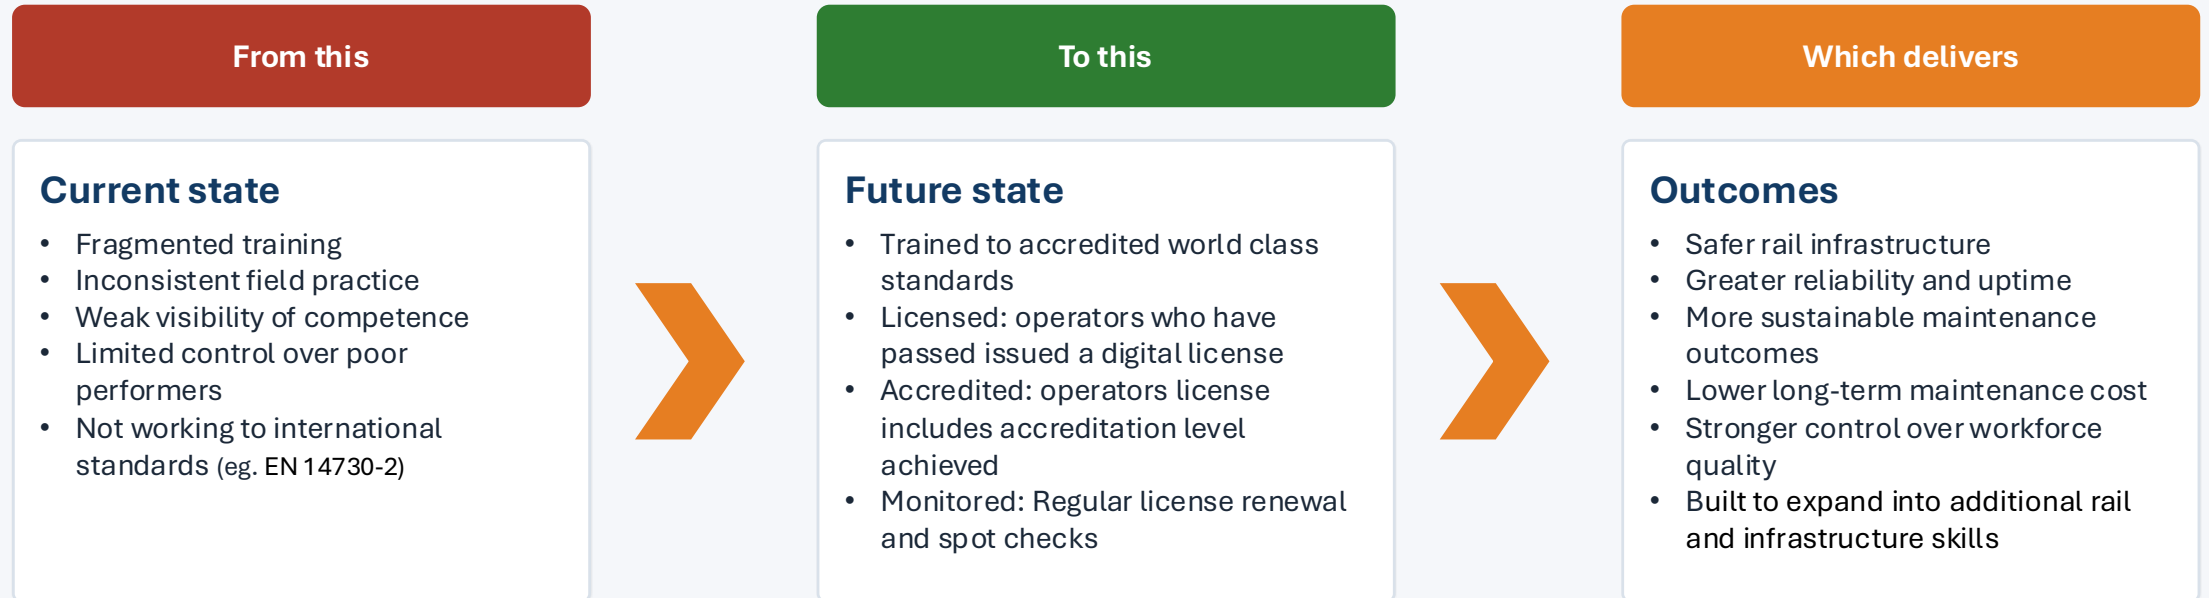 From this
To this
Which delivers
Current state
• Fragmented training
• Inconsistent field practice
• Weak visibility of competence
• Limited control over poor
performers
• Not working to international
standards (eg. EN 14730-2)
Future state
• Trained to accredited world class
standards
• Licensed: operators who have
passed issued a digital license
• Accredited: operators license
includes accreditation level
achieved
• Monitored: Regular license renewal
and spot checks
Outcomes
• Safer rail infrastructure
• Greater reliability and uptime
• More sustainable maintenance
outcomes
• Lower long-term maintenance cost
• Stronger control over workforce
quality
• Built to expand into additional rail
and infrastructure skills